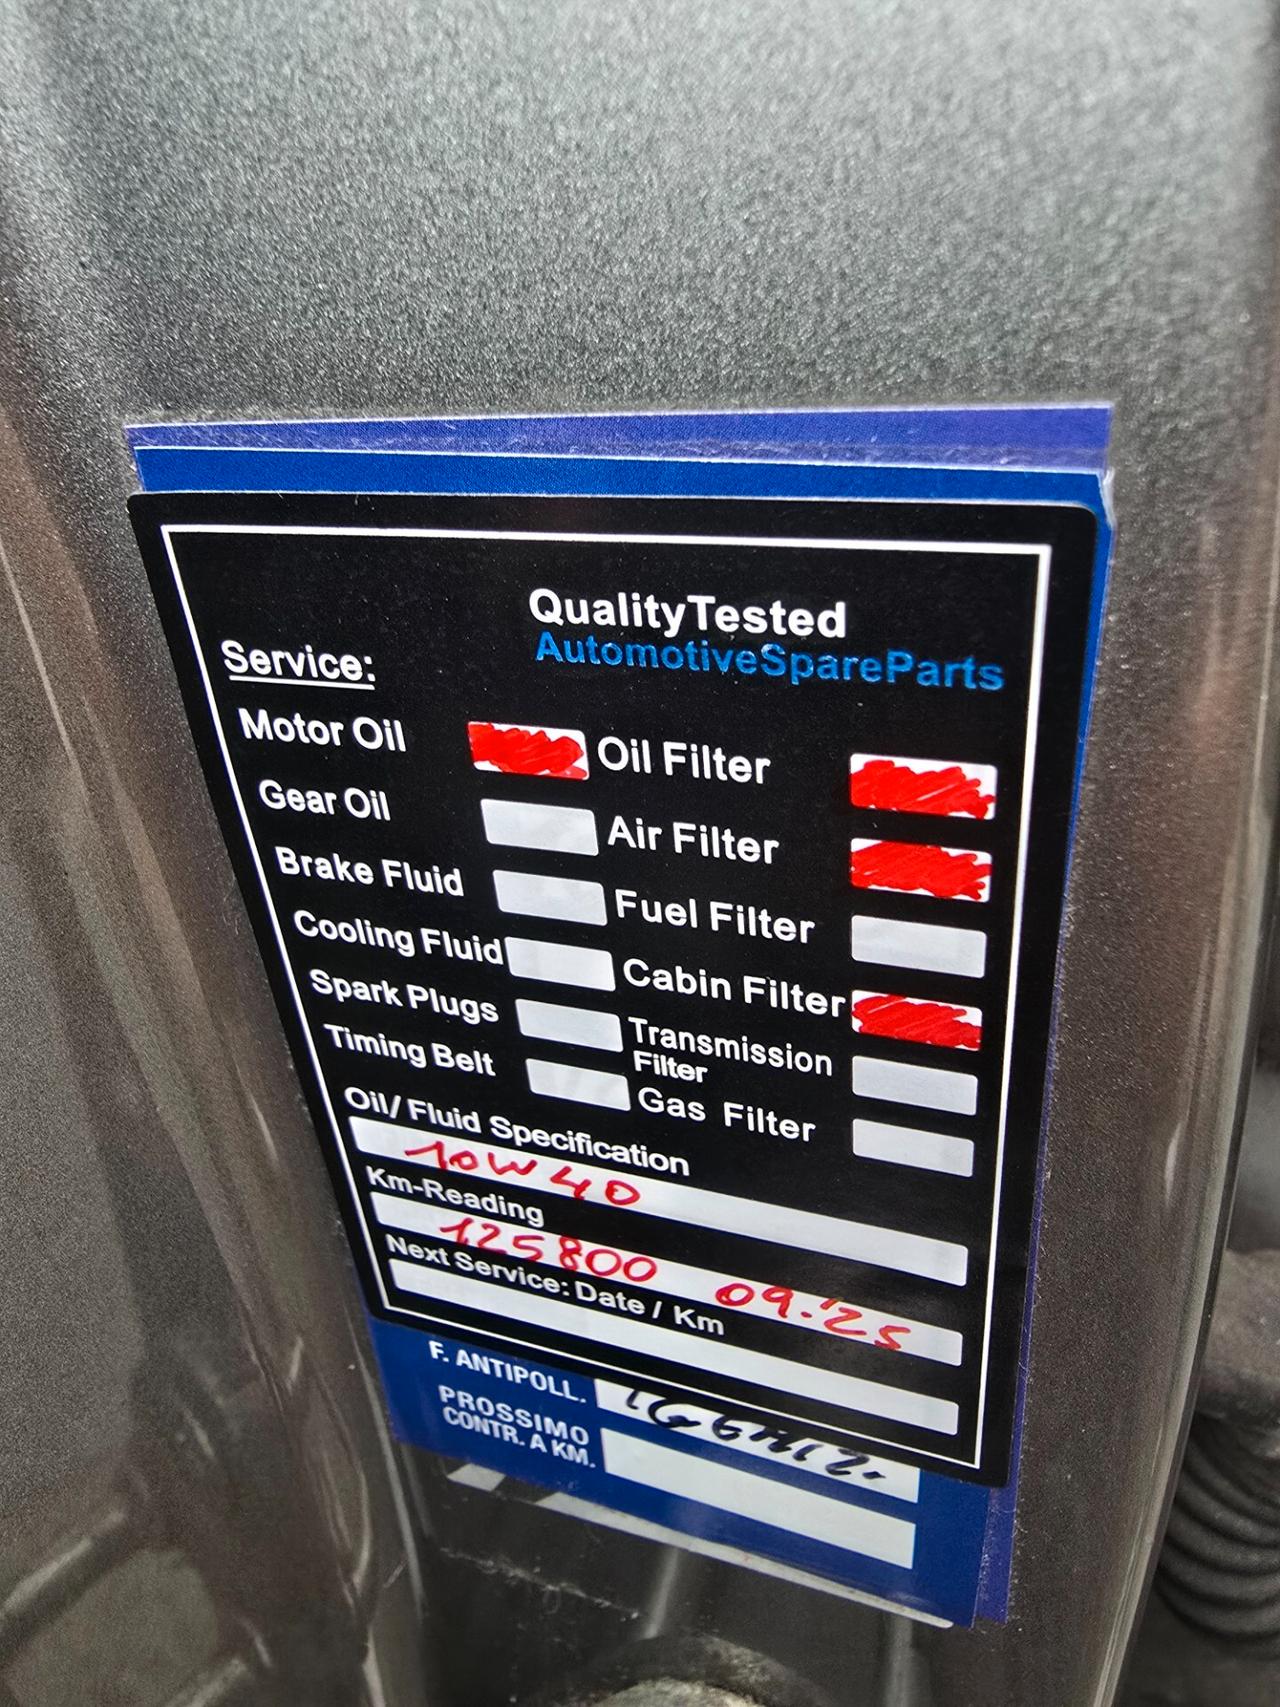 QualityTested
AutomotiveSpareParts
Service:
Motor Oil Oil Filter
Gear Oil Air Filter
Brake Fluid Fuel Filter
Cooling Fluid Cabin Filter
Spark Plugs Transmission Filter
Timing Belt Gas Filter
Oil/ Fluid Specification
10W40
Km-Reading
125800 09.'25
Next Service: Date / Km
F. ANTIPOLL.
PROSSIMO
CONTR. A KM.